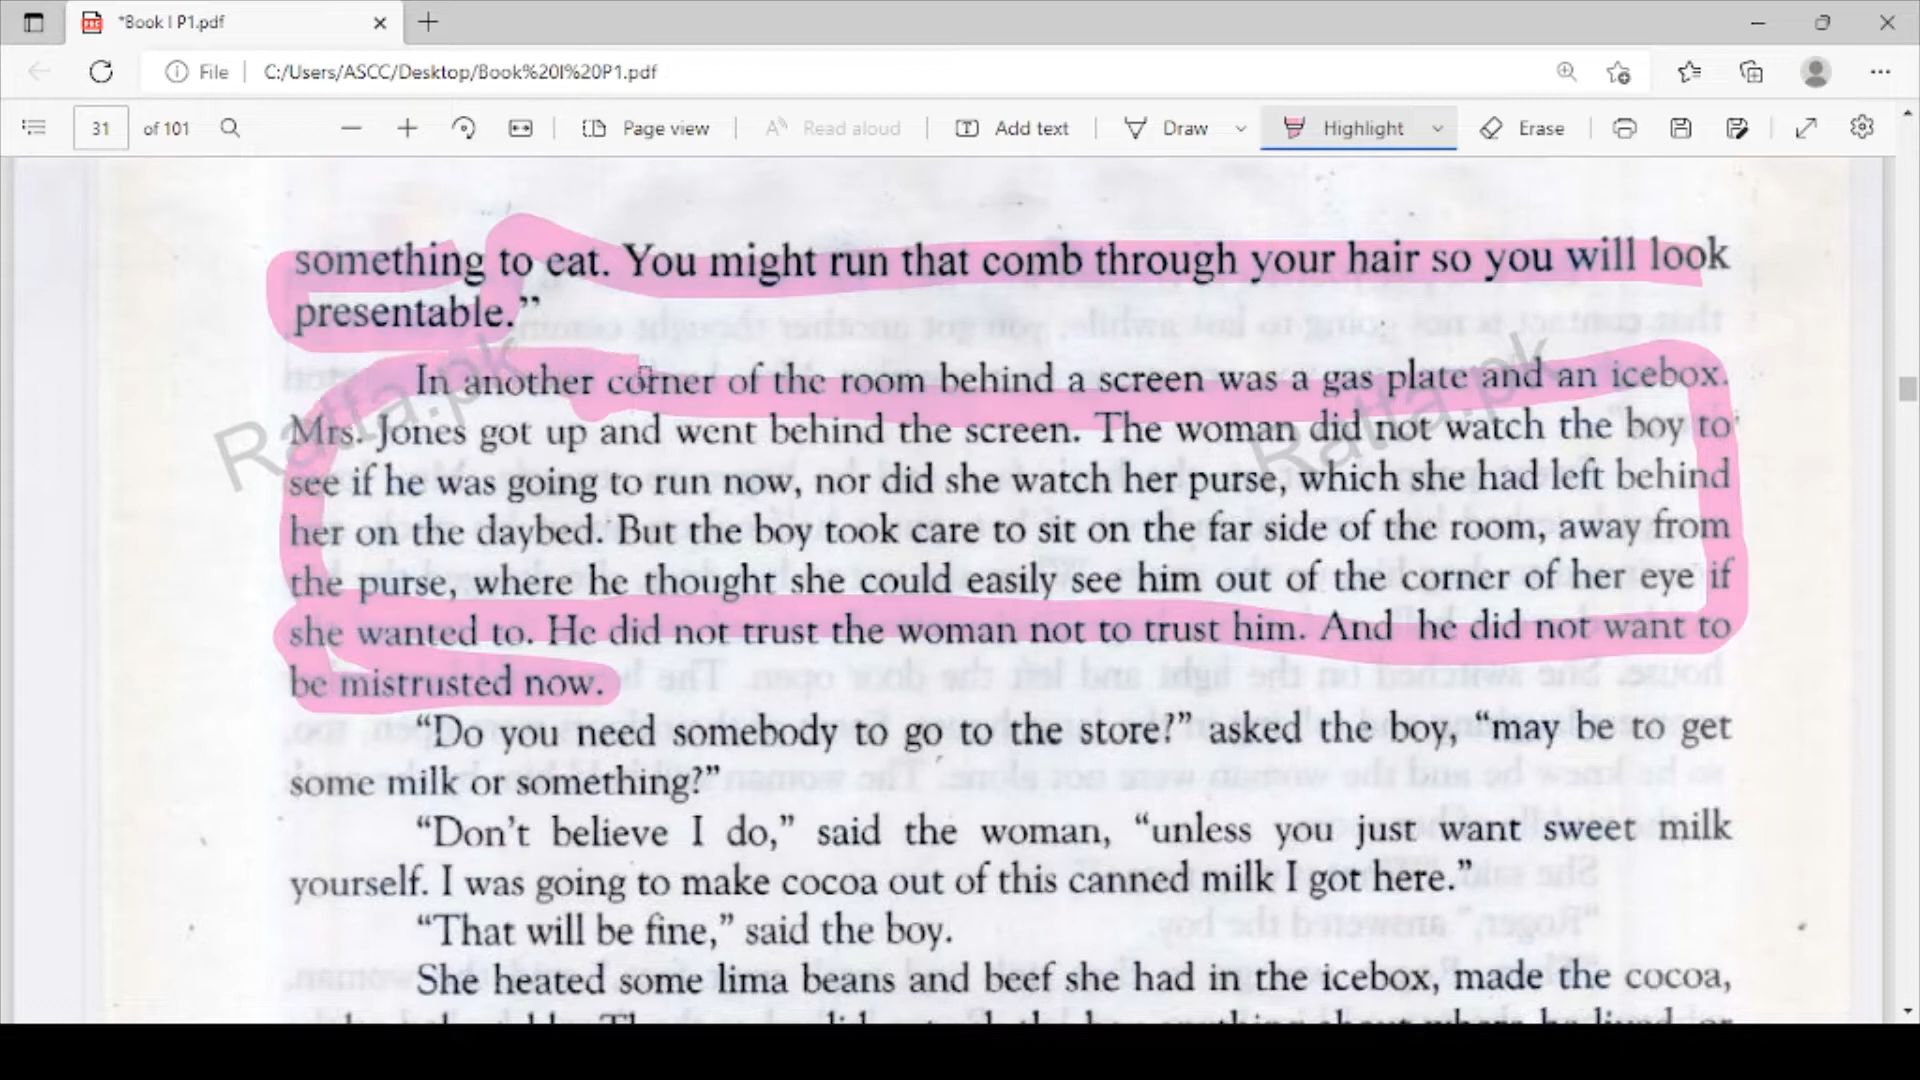 *Book I P1.pdf
File
C:/Users/ASCC/Desktop/Book%20I%20P1.pdf
31 of 101
Page view
Read aloud
Add text
Draw
Highlight
Erase
something to eat. You might run that comb through your hair so you will look
presentable.”
In another corner of the room behind a screen was a gas plate and an icebox.
Mrs. Jones got up and went behind the screen. The woman did not watch the boy to
see if he was going to run now, nor did she watch her purse, which she had left behind
her on the daybed. But the boy took care to sit on the far side of the room, away from
the purse, where he thought she could easily see him out of the corner of her eye if
she wanted to. He did not trust the woman not to trust him. And he did not want to
be mistrusted now.
“Do you need somebody to go to the store?” asked the boy, “may be to get
some milk or something?”
“Don’t believe I do,” said the woman, “unless you just want sweet milk
yourself. I was going to make cocoa out of this canned milk I got here.”
“That will be fine,” said the boy.
She heated some lima beans and beef she had in the icebox, made the cocoa,
Ratta.pk
Ratta.pk